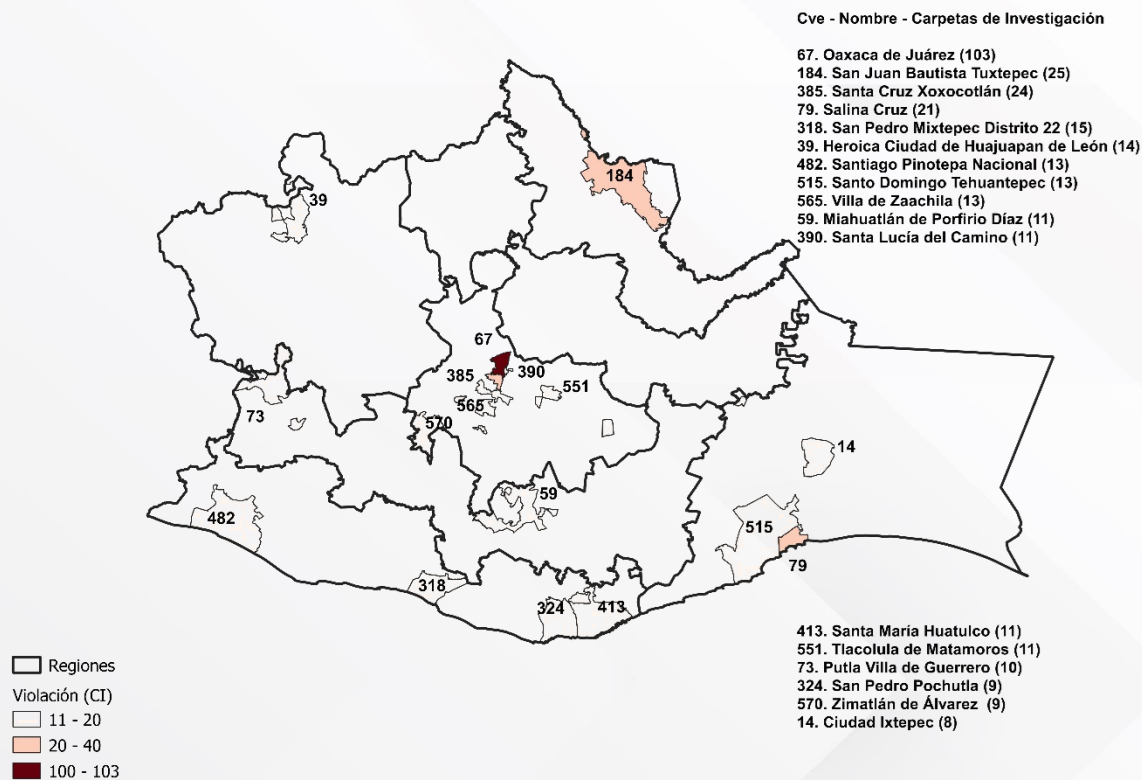 Cve - Nombre - Carpetas de Investigación
67. Oaxaca de Juárez (103)
184. San Juan Bautista Tuxtepec (25)
385. Santa Cruz Xoxocotlán (24)
79. Salina Cruz (21)
318. San Pedro Mixtepec Distrito 22 (15)
39. Heroica Ciudad de Huajuapan de León (14)
482. Santiago Pinotepa Nacional (13)
515. Santo Domingo Tehuantepec (13)
565. Villa de Zaachila (13)
59. Miahuatlán de Porfirio Díaz (11)
390. Santa Lucía del Camino (11)
184
39
67
390
385
551
565
73
570
14
59
482
515
79
318
324
413
413. Santa María Huatulco (11)
551. Tlacolula de Matamoros (11)
73. Putla Villa de Guerrero (10)
324. San Pedro Pochutla (9)
570. Zimatlán de Álvarez (9)
14. Ciudad Ixtepec (8)
Regiones
Violación (CI)
11 - 20
20 - 40
100 - 103